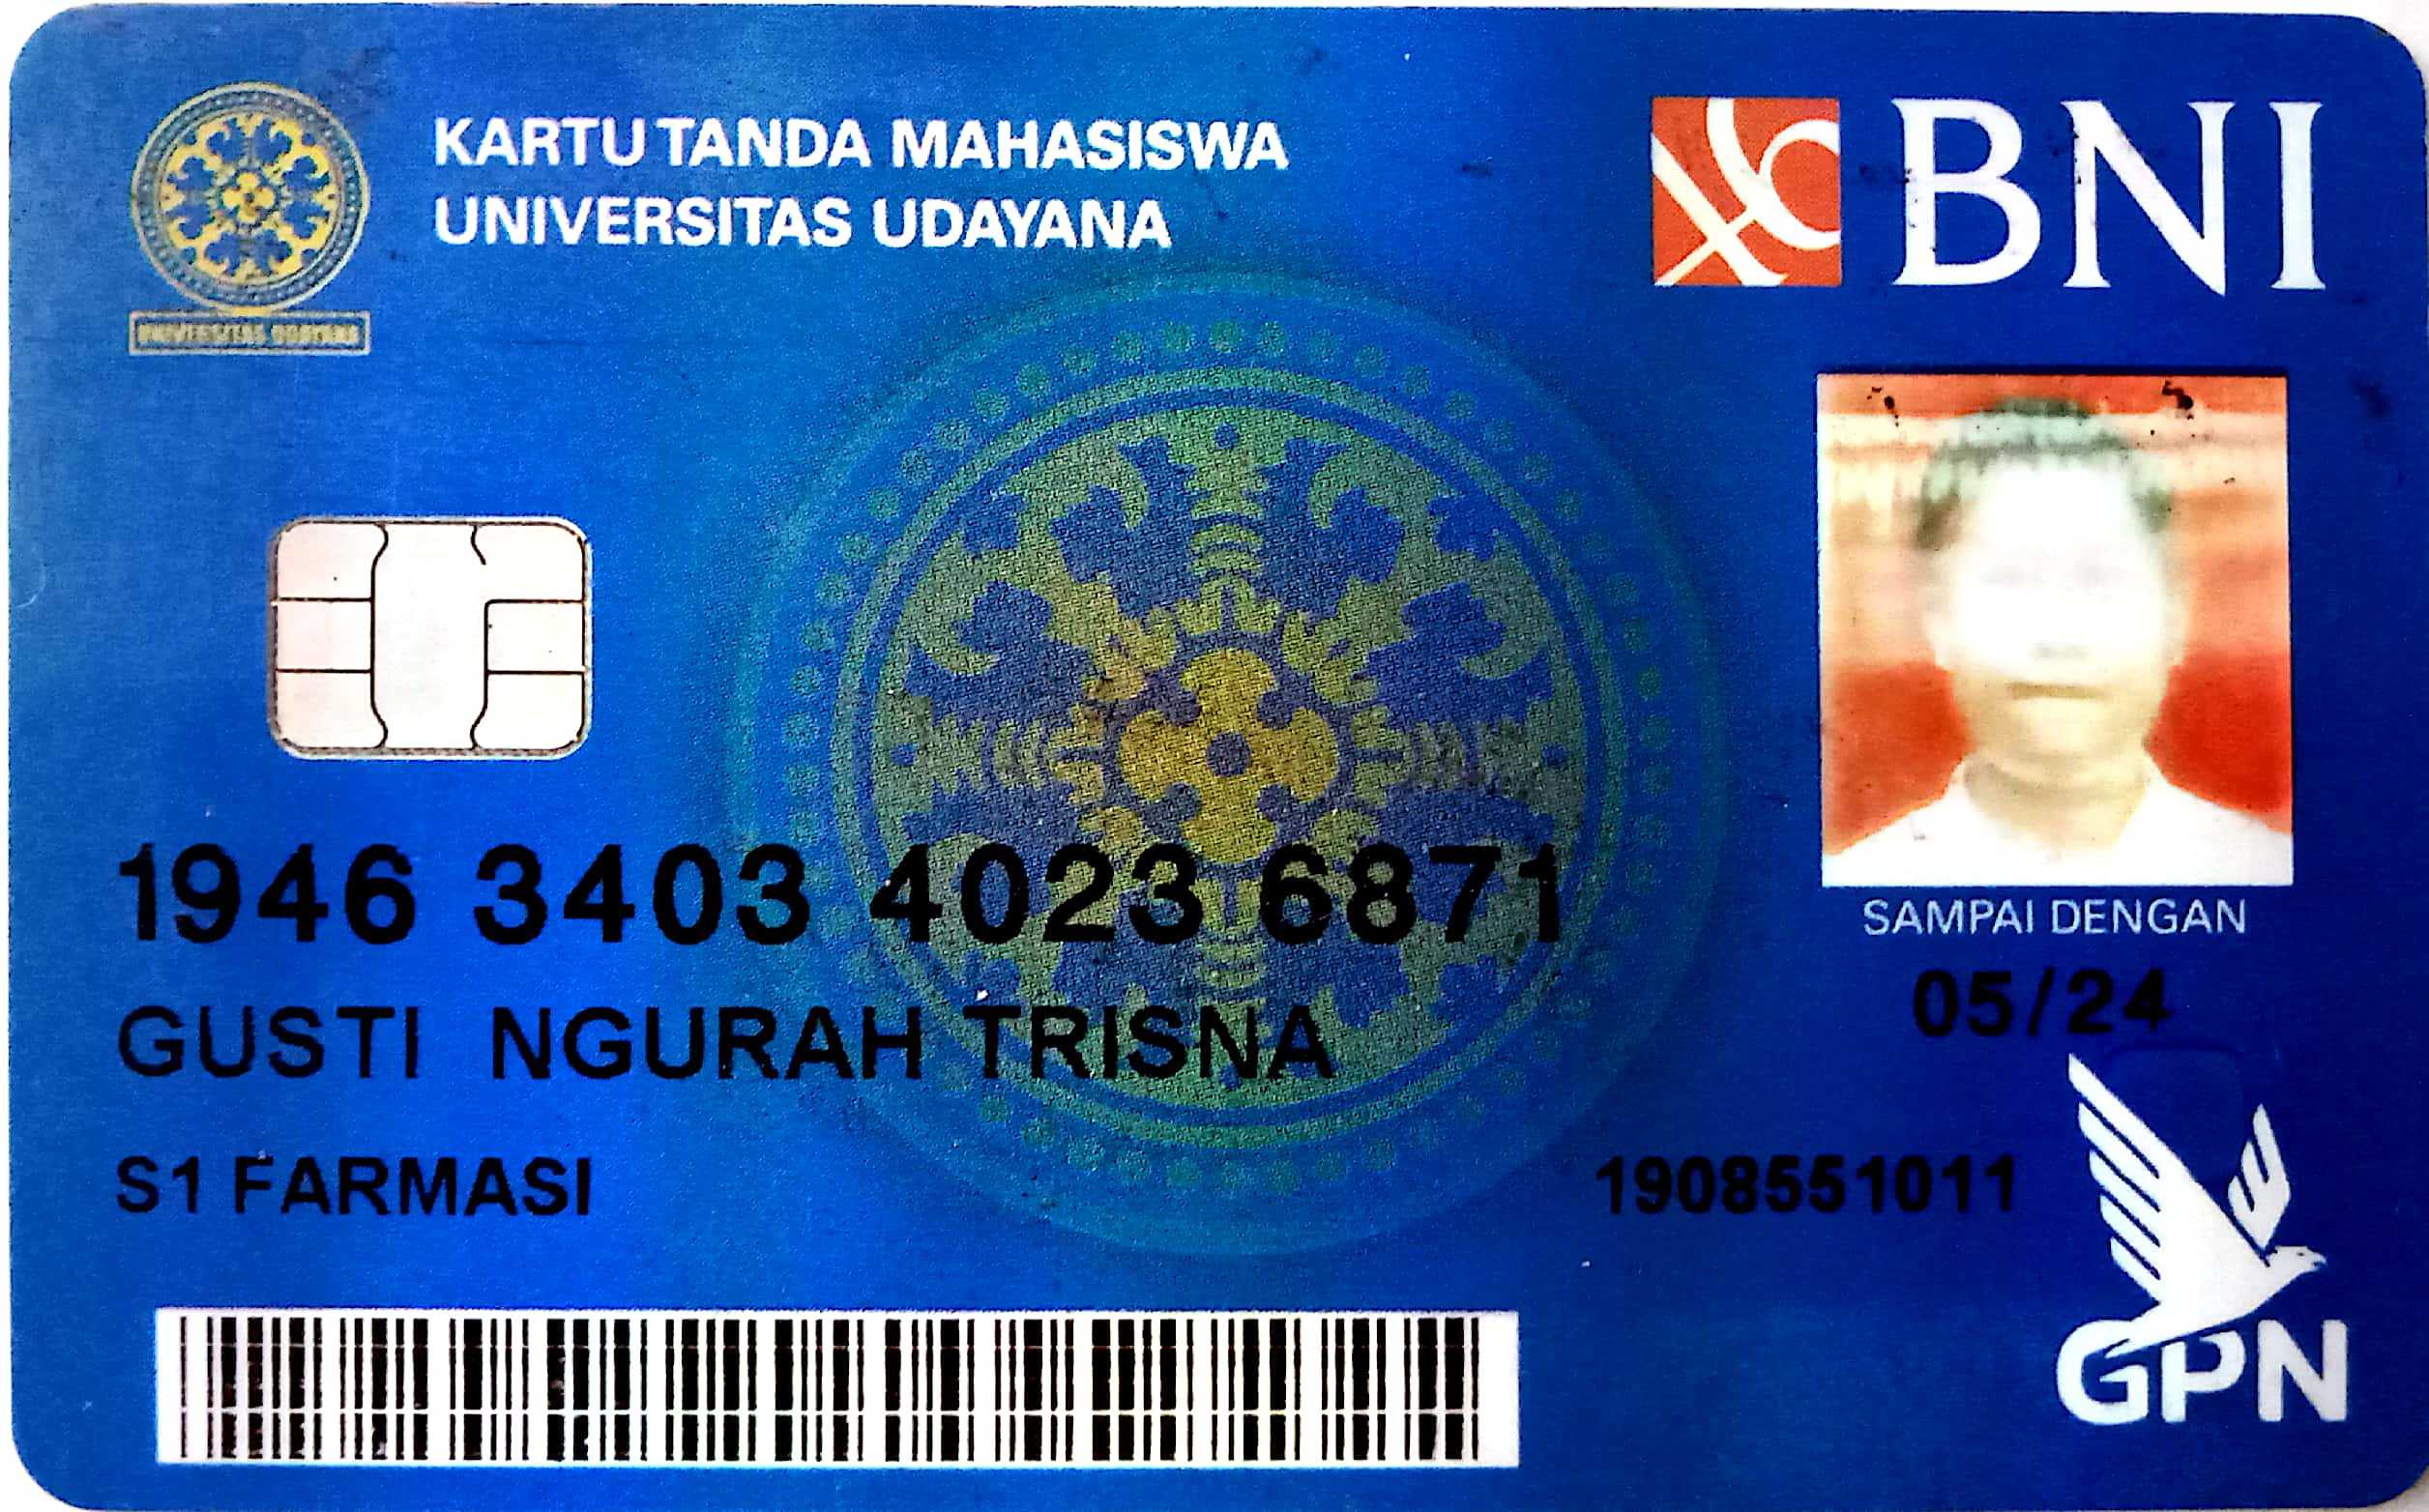 KARTU TANDA MAHASISWA
UNIVERSITAS UDAYANA
BNI
UNIVERSITAS UDAYANA
1946 3403 4023 6871
SAMPAI DENGAN
05/24
GUSTI NGURAH TRISNA
S1 FARMASI
1908551011
GPN